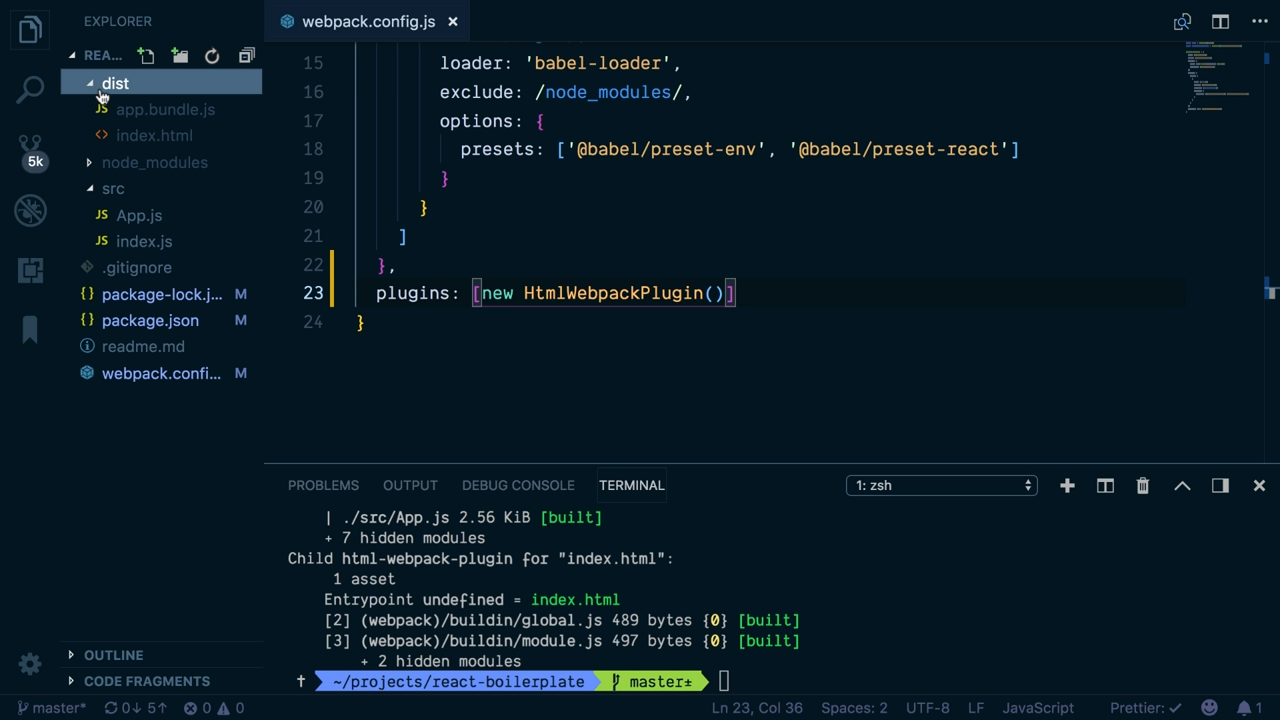 EXPLORER
REA...
dist
JS app.bundle.js
<> index.html
node_modules
src
JS App.js
JS index.js
.gitignore
{} package-lock.j... M
{} package.json M
readme.md
webpack.confi... M
5k
OUTLINE
CODE FRAGMENTS
webpack.config.js
15 loader: 'babel-loader',
16 exclude: /node_modules/,
17 options: {
18 presets: ['@babel/preset-env', '@babel/preset-react']
19 }
20 }
21 ]
22 },
23 plugins: [new HtmlWebpackPlugin()]
24 }
PROBLEMS OUTPUT DEBUG CONSOLE TERMINAL 1: zsh
| ./src/App.js 2.56 KiB [built]
+ 7 hidden modules
Child html-webpack-plugin for "index.html":
1 asset
Entrypoint undefined = index.html
[2] (webpack)/buildin/global.js 489 bytes {0} [built]
[3] (webpack)/buildin/module.js 497 bytes {0} [built]
+ 2 hidden modules
~/projects/react-boilerplate master±
master* 0↓ 5↑ 0 0 Ln 23, Col 36 Spaces: 2 UTF-8 LF JavaScript Prettier: ✓ 1